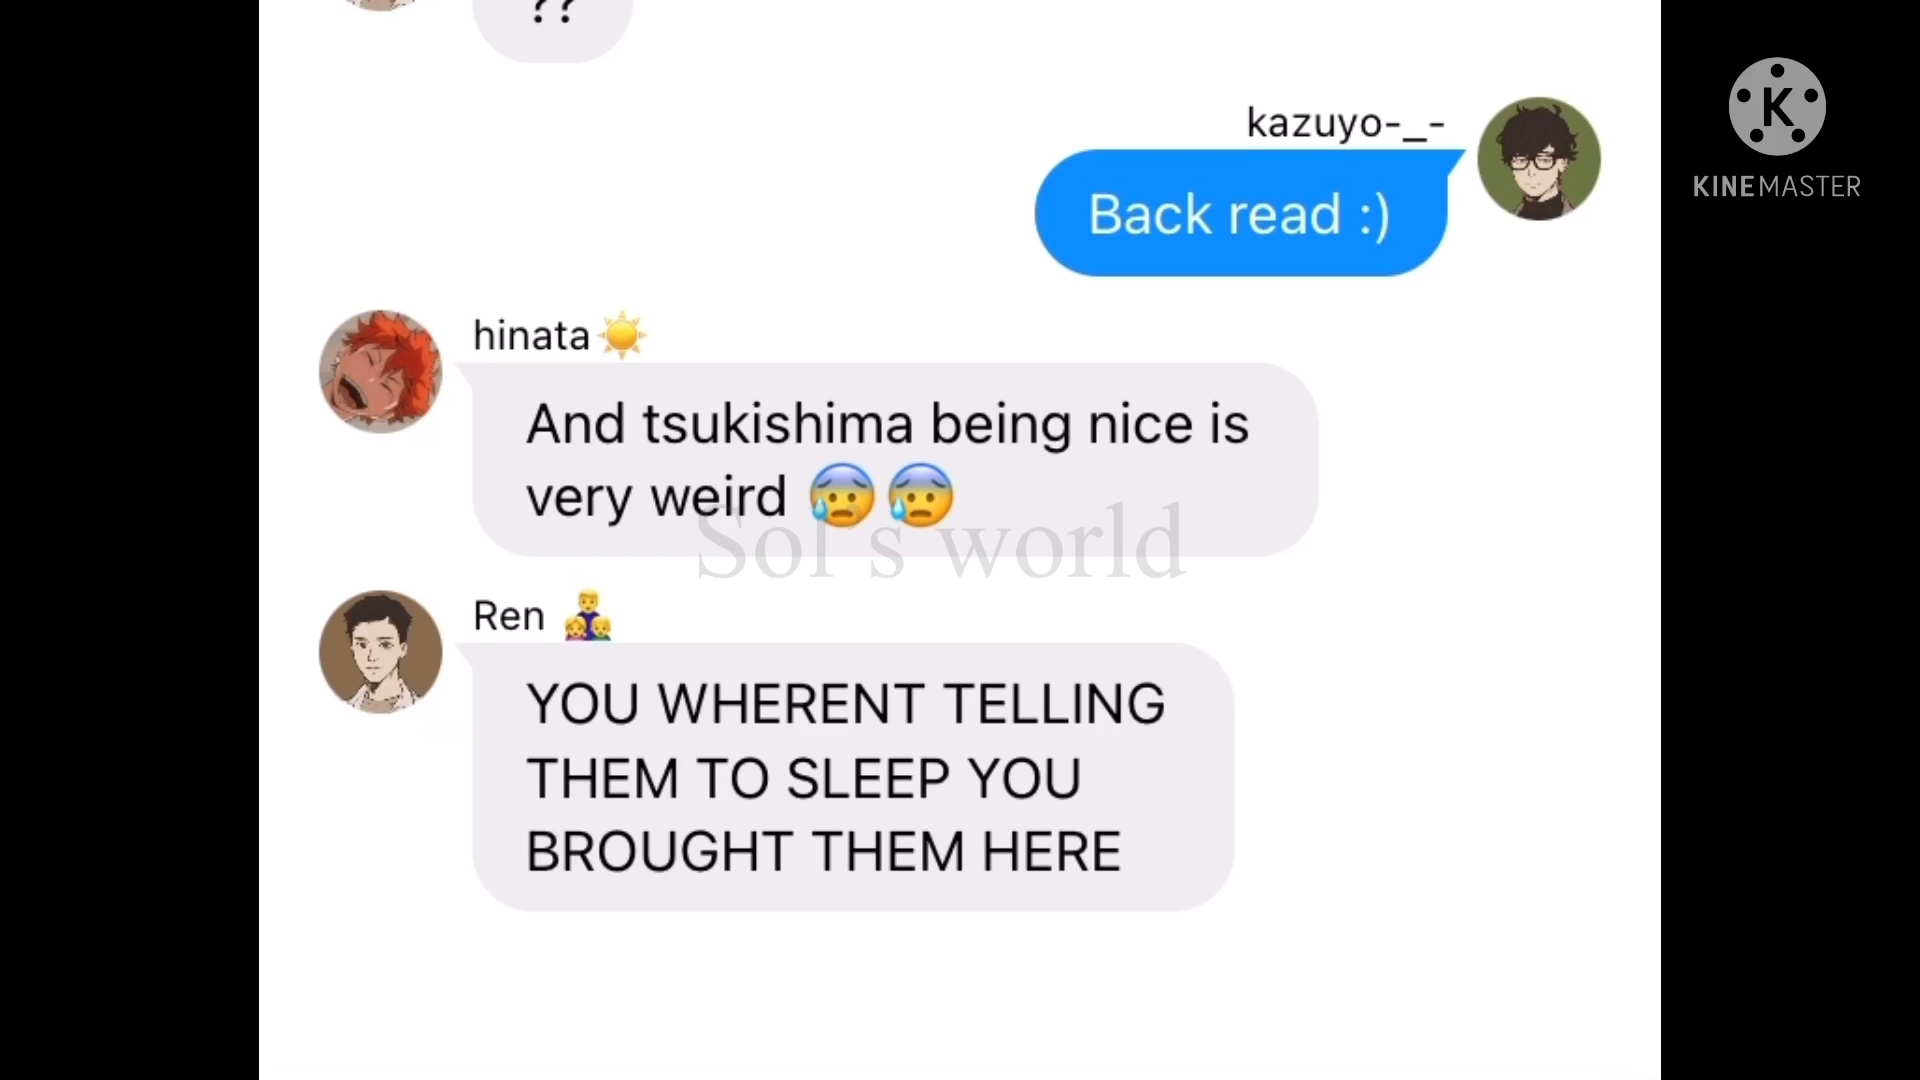 ??
kazuyo-_-
Back read :)
hinata☀️
And tsukishima being nice is
very weird 😰😰
Sol's world
Ren 👨‍👧‍👦
YOU WHERENT TELLING
THEM TO SLEEP YOU
BROUGHT THEM HERE
K
KINEMASTER